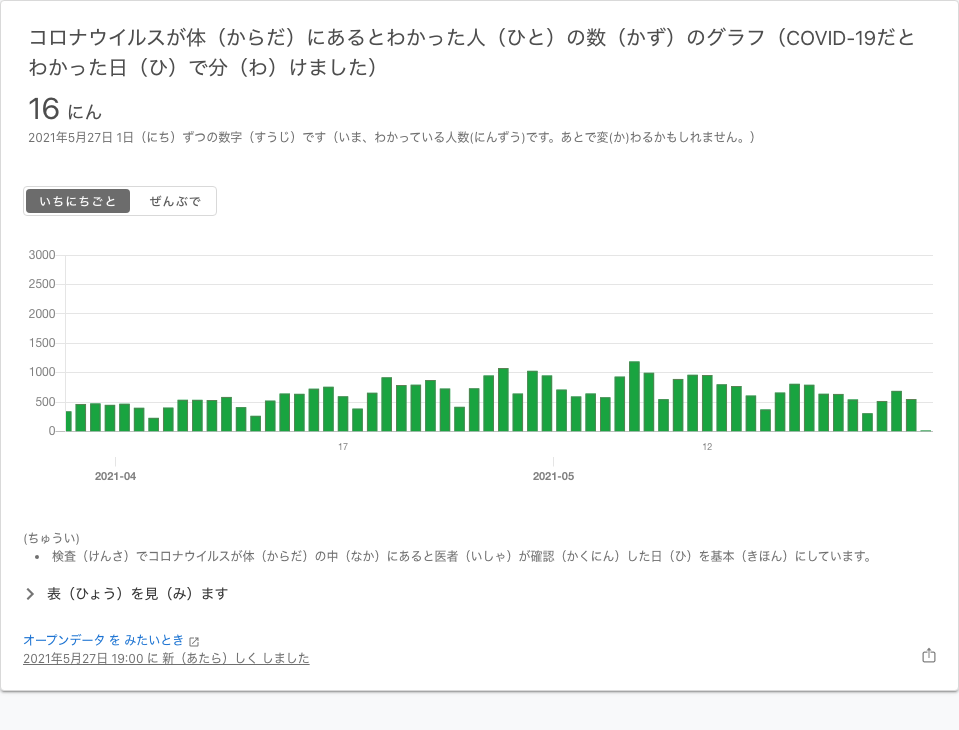 コロナウイルスが体（からだ）にあるとわかった人（ひと）の数（かず）のグラフ（COVID-19だと
わかった日（ひ）で分（わ）けました）
16 にん
2021年5月27日 1日（にち）ずつの数字（すうじ）です（いま、わかっている人数(にんずう)です。あとで変(か)わるかもしれません。）
いちにちごと ぜんぶで
3000
2500
2000
1500
1000
500
0
17 12
2021-04 2021-05
(ちゅうい)
• 検査（けんさ）でコロナウイルスが体（からだ）の中（なか）にあると医者（いしゃ）が確認（かくにん）した日（ひ）を基本（きほん）にしています。
表（ひょう）を見（み）ます
オープンデータ を みたいとき
2021年5月27日 19:00 に 新（あたら）しく しました